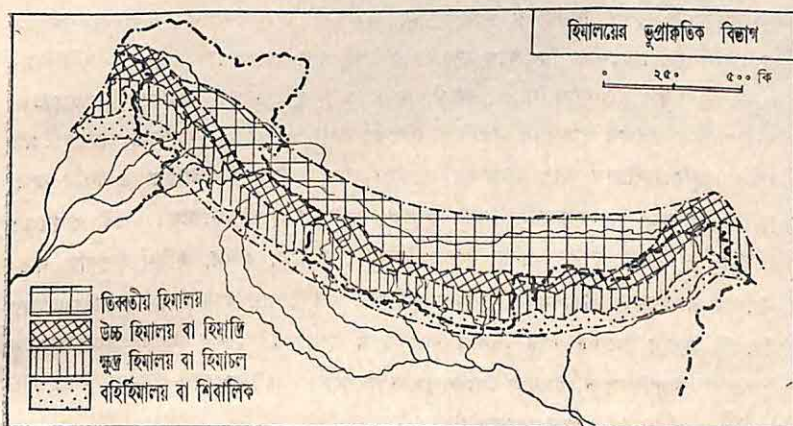 হিমালয়ের ভূপ্রাকৃতিক বিভাগ
০ ২৫০ ৫০০ কি
তিব্বতীয় হিমালয়
উচ্চ হিমালয় বা হিমাদ্রি
ক্ষুদ্র হিমালয় বা হিমাচল
বহির্হিমালয় বা শিবালিক